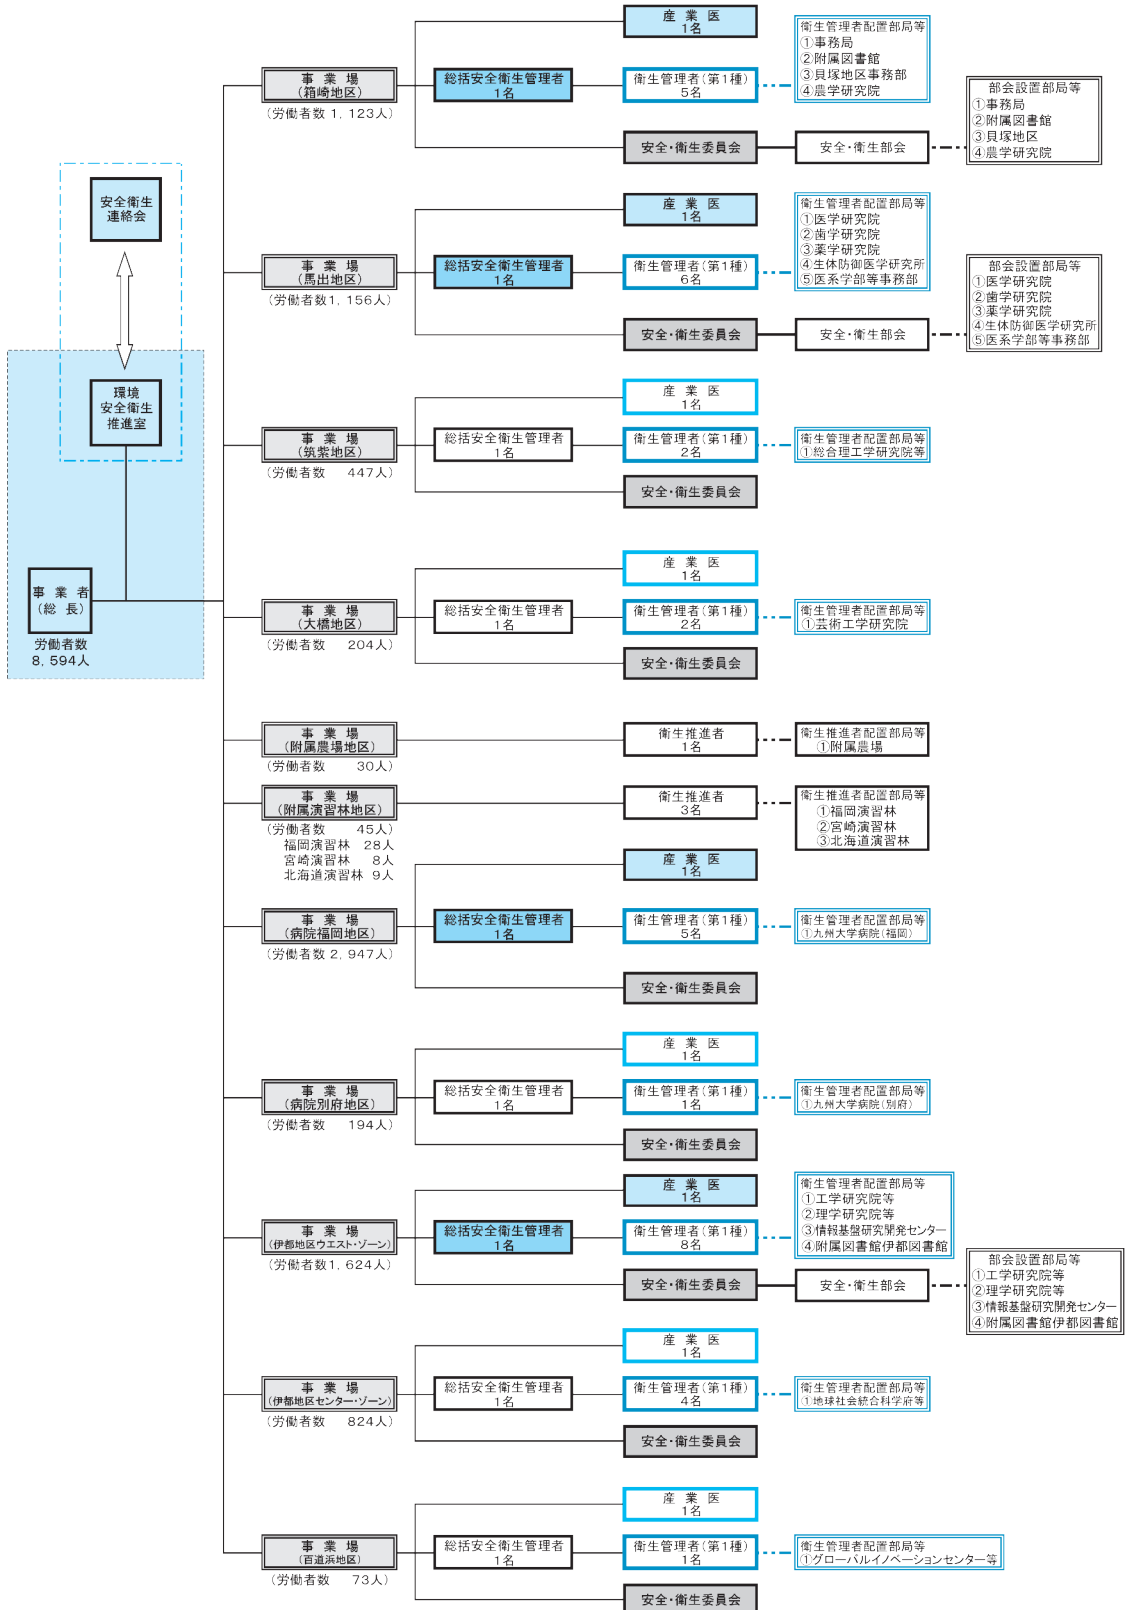 安全衛生
連絡会
環境
安全衛生
推進室
事業者
(総長)
労働者数
8,594人
事業場
(箱崎地区)
(労働者数 1,123人)
産業医
1名
総括安全衛生管理者
1名
衛生管理者(第1種)
5名
衛生管理者配置部局等
①事務局
②附属図書館
③貝塚地区事務部
④農学研究院
安全・衛生委員会
安全・衛生部会
部会設置部局等
①事務局
②附属図書館
③貝塚地区
④農学研究院
事業場
(馬出地区)
(労働者数1,156人)
産業医
1名
総括安全衛生管理者
1名
衛生管理者(第1種)
6名
衛生管理者配置部局等
①医学研究院
②歯学研究院
③薬学研究院
④生体防御医学研究所
⑤医系学部等事務部
安全・衛生委員会
安全・衛生部会
部会設置部局等
①医学研究院
②歯学研究院
③薬学研究院
④生体防御医学研究所
⑤医系学部等事務部
事業場
(筑紫地区)
(労働者数 447人)
産業医
1名
総括安全衛生管理者
1名
衛生管理者(第1種)
2名
衛生管理者配置部局等
①総合理工学研究院等
安全・衛生委員会
事業場
(大橋地区)
(労働者数 204人)
産業医
1名
総括安全衛生管理者
1名
衛生管理者(第1種)
2名
衛生管理者配置部局等
①芸術工学研究院
安全・衛生委員会
事業場
(附属農場地区)
(労働者数 30人)
衛生推進者
1名
衛生推進者配置部局等
①附属農場
事業場
(附属演習林地区)
(労働者数 45人)
福岡演習林 28人
宮崎演習林 8人
北海道演習林 9人
衛生推進者
3名
衛生推進者配置部局等
①福岡演習林
②宮崎演習林
③北海道演習林
事業場
(病院福岡地区)
(労働者数 2,947人)
産業医
1名
総括安全衛生管理者
1名
衛生管理者(第1種)
5名
衛生管理者配置部局等
①九州大学病院(福岡)
安全・衛生委員会
事業場
(病院別府地区)
(労働者数 194人)
産業医
1名
総括安全衛生管理者
1名
衛生管理者(第1種)
1名
衛生管理者配置部局等
①九州大学病院(別府)
安全・衛生委員会
事業場
(伊都地区ウエスト・ゾーン)
(労働者数1,624人)
産業医
1名
総括安全衛生管理者
1名
衛生管理者(第1種)
8名
衛生管理者配置部局等
①工学研究院等
②理学研究院等
③情報基盤研究開発センター
④附属図書館伊都図書館
安全・衛生委員会
安全・衛生部会
部会設置部局等
①工学研究院等
②理学研究院等
③情報基盤研究開発センター
④附属図書館伊都図書館
事業場
(伊都地区センター・ゾーン)
(労働者数 824人)
産業医
1名
総括安全衛生管理者
1名
衛生管理者(第1種)
4名
衛生管理者配置部局等
①地球社会統合科学府等
安全・衛生委員会
事業場
(百道浜地区)
(労働者数 73人)
産業医
1名
総括安全衛生管理者
1名
衛生管理者(第1種)
1名
衛生管理者配置部局等
①グローバルイノベーションセンター等
安全・衛生委員会